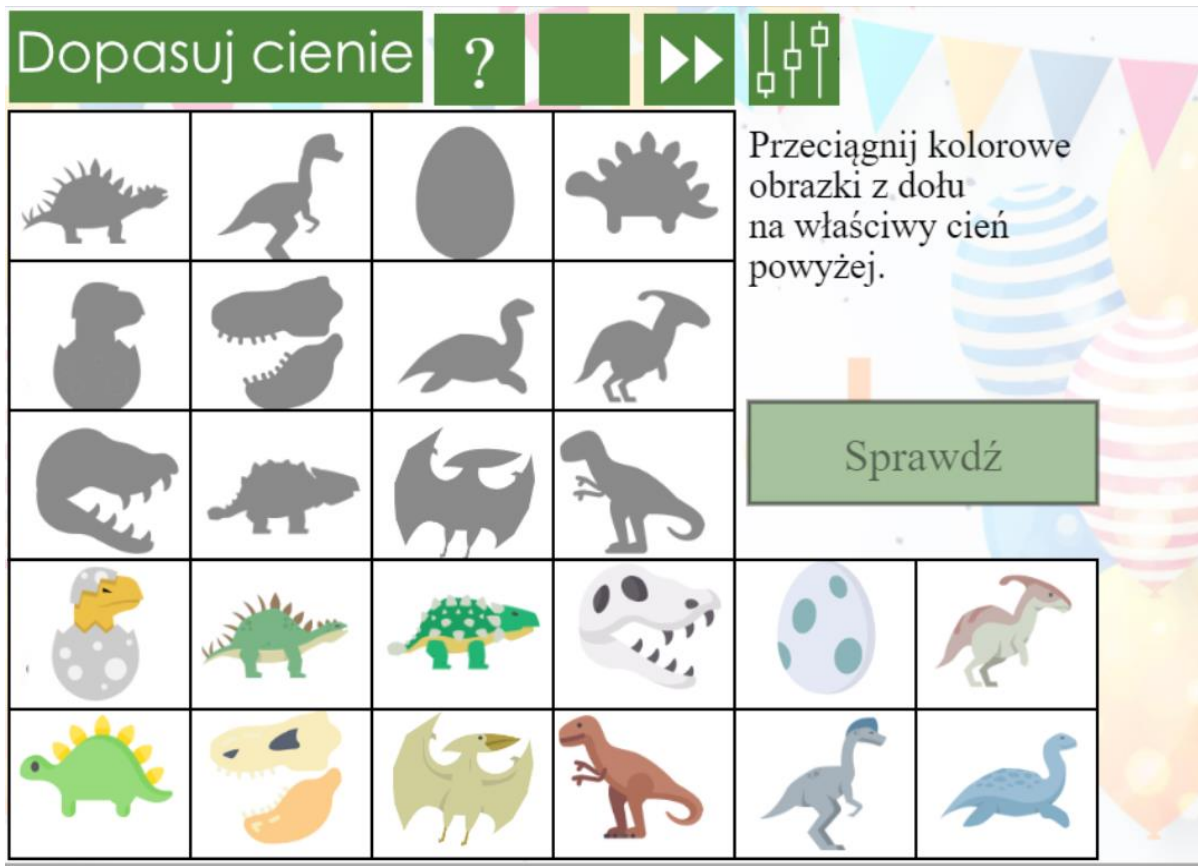 Dopasuj cienie ?
Przeciągnij kolorowe
obrazki z dołu
na właściwy cień
powyżej.
Sprawdź